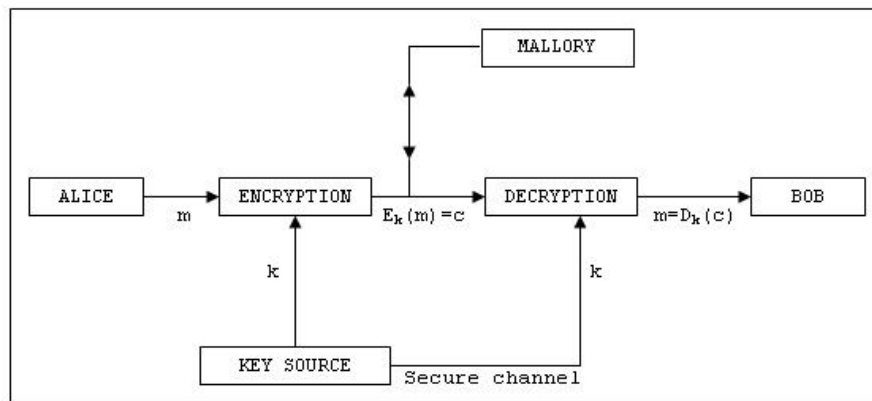 MALLORY
ALICE
ENCRYPTION
DECRYPTION
BOB
m
Ek(m)=c
m=Dk(c)
k
k
KEY SOURCE
Secure channel